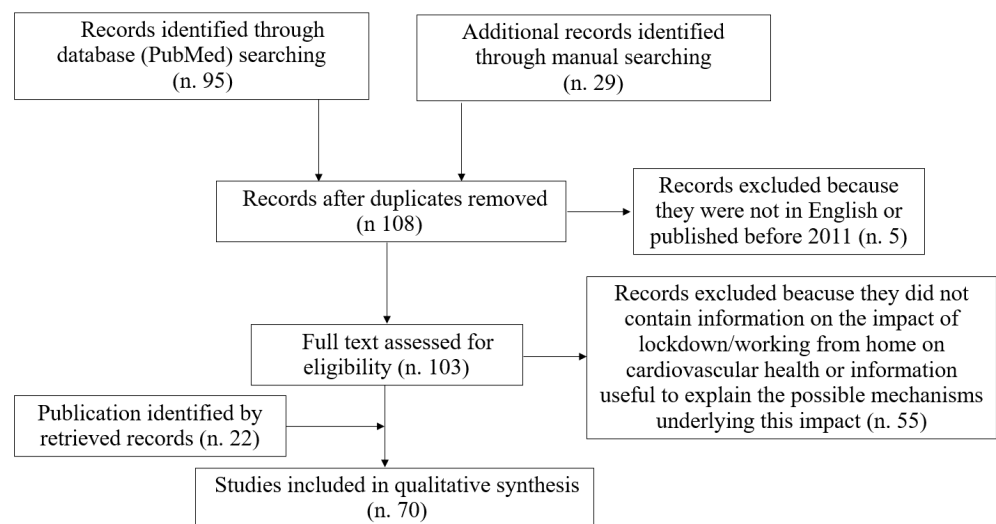 Records identified through
database (PubMed) searching
(n. 95)
Additional records identified
through manual searching
(n. 29)
Records after duplicates removed
(n 108)
Records excluded because
they were not in English or
published before 2011 (n. 5)
Full text assessed for
eligibility (n. 103)
Records excluded beacuse they did not
contain information on the impact of
lockdown/working from home on
cardiovascular health or information
useful to explain the possible mechanisms
underlying this impact (n. 55)
Publication identified by
retrieved records (n. 22)
Studies included in qualitative synthesis
(n. 70)